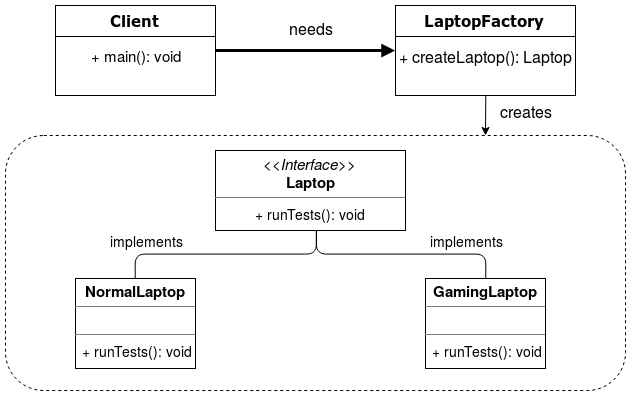 Client
+ main(): void
needs
LaptopFactory
+ createLaptop(): Laptop
creates
<<Interface>>
Laptop
+ runTests(): void
implements
implements
NormalLaptop
+ runTests(): void
GamingLaptop
+ runTests(): void